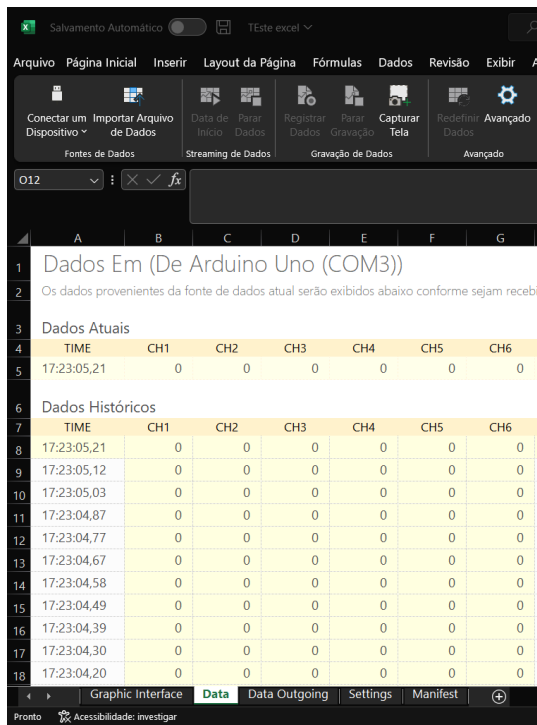 Salvamento Automático TEste excel
Arquivo Página Inicial Inserir Layout da Página Fórmulas Dados Revisão Exibir
Conectar um Dispositivo Importar Arquivo de Dados Data de Início Parar Dados Registrar Dados Parar Gravação Capturar Tela Redefinir Dados Avançado
Fontes de Dados Streaming de Dados Gravação de Dados Avançado
O12 fx
A B C D E F G
1 Dados Em (De Arduino Uno (COM3))
2 Os dados provenientes da fonte de dados atual serão exibidos abaixo conforme sejam recebi
3 Dados Atuais
4 TIME CH1 CH2 CH3 CH4 CH5 CH6
5 17:23:05,21 0 0 0 0 0 0
6 Dados Históricos
7 TIME CH1 CH2 CH3 CH4 CH5 CH6
8 17:23:05,21 0 0 0 0 0 0
9 17:23:05,12 0 0 0 0 0 0
10 17:23:05,03 0 0 0 0 0 0
11 17:23:04,87 0 0 0 0 0 0
12 17:23:04,77 0 0 0 0 0 0
13 17:23:04,67 0 0 0 0 0 0
14 17:23:04,58 0 0 0 0 0 0
15 17:23:04,49 0 0 0 0 0 0
16 17:23:04,39 0 0 0 0 0 0
17 17:23:04,30 0 0 0 0 0 0
18 17:23:04,20 0 0 0 0 0 0
Graphic Interface Data Data Outgoing Settings Manifest
Pronto Acessibilidade: investigar